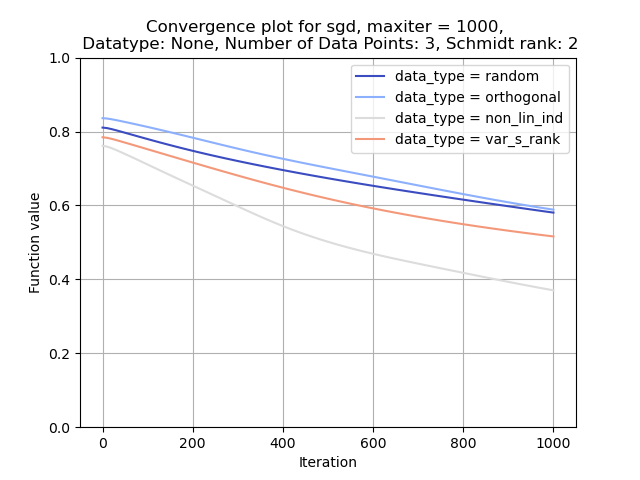 Convergence plot for sgd, maxiter = 1000,
Datatype: None, Number of Data Points: 3, Schmidt rank: 2
1.0
0.8
0.6
0.4
0.2
0.0
Function value
data_type = random
data_type = orthogonal
data_type = non_lin_ind
data_type = var_s_rank
0 200 400 600 800 1000
Iteration